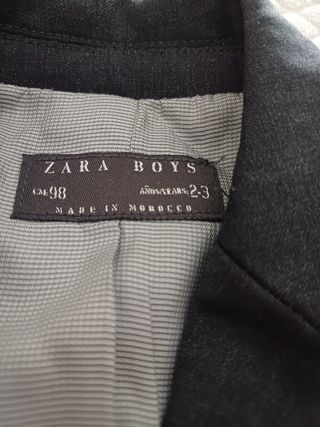 ZARA BOYS
CM: 98 AÑOS/YEARS: 2-3
MADE IN MOROCCO